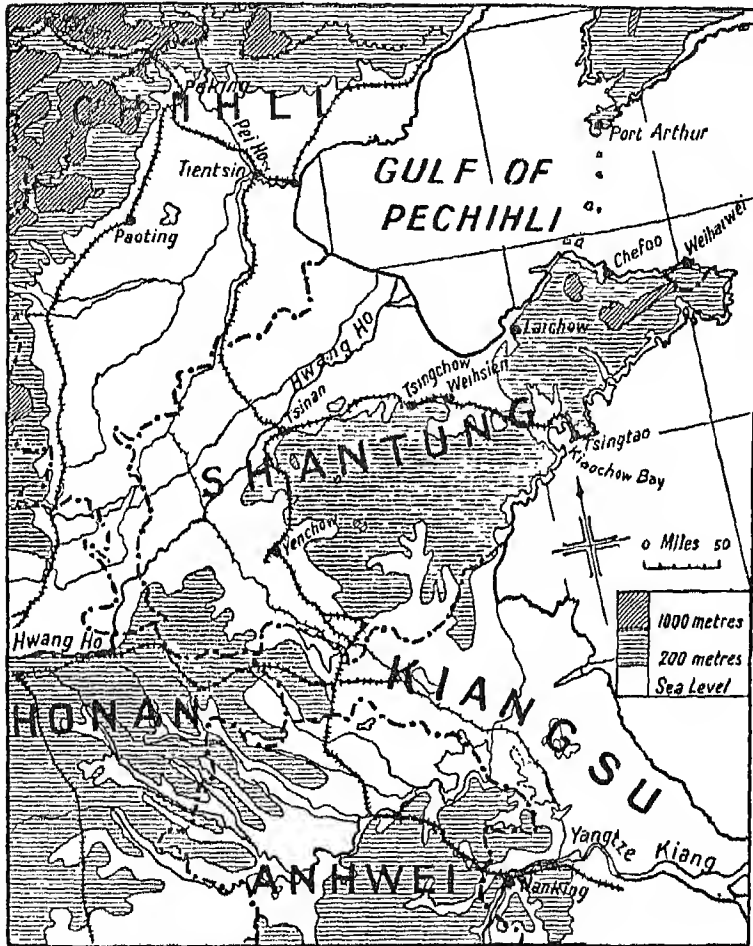 Peking
CHIHLI
Pei Ho
Port Arthur
Tientsin
GULF OF
PECHIHLI
Paoting
Chefoo
Weiharwei
Laichow
Hwang Ho
Tsingchow
Weihsien
Tsinan
Tsingtao
Kiaochow Bay
SHANTUNG
Yenchow
0 Miles 50
1000 metres
200 metres
Sea Level
Hwang Ho
KIANGSU
HONAN
Yangtze Kiang
ANHWEI
Nanking